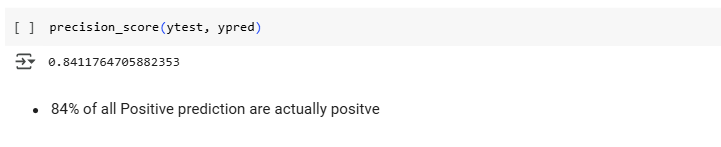 [ ] precision_score(ytest, ypred)
0.8411764705882353
• 84% of all Positive prediction are actually positve